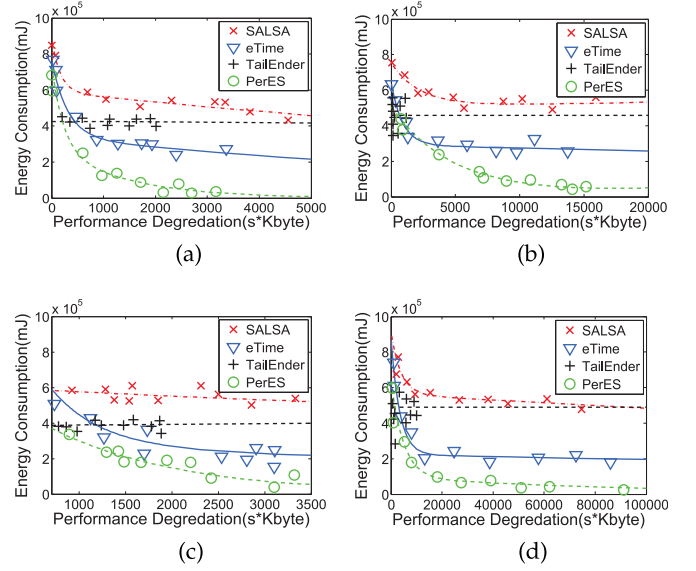 x 10^5
8
6
4
2
0
Energy Consumption(mJ)
SALSA
eTime
TailEnder
PerES
0 1000 2000 3000 4000 5000
Performance Degredation(s*Kbyte)
(a)
x 10^5
10
8
6
4
2
0
Energy Consumption(mJ)
SALSA
eTime
TailEnder
PerES
0 5000 10000 15000 20000
Performance Degredation(s*Kbyte)
(b)
x 10^5
10
8
6
4
2
0
Energy Consumption(mJ)
SALSA
eTime
TailEnder
PerES
1000 1500 2000 2500 3000 3500
Performance Degredation(s*Kbyte)
(c)
x 10^5
10
8
6
4
2
0
Energy Consumption(mJ)
SALSA
eTime
TailEnder
PerES
0 20000 40000 60000 80000 100000
Performance Degredation(s*Kbyte)
(d)